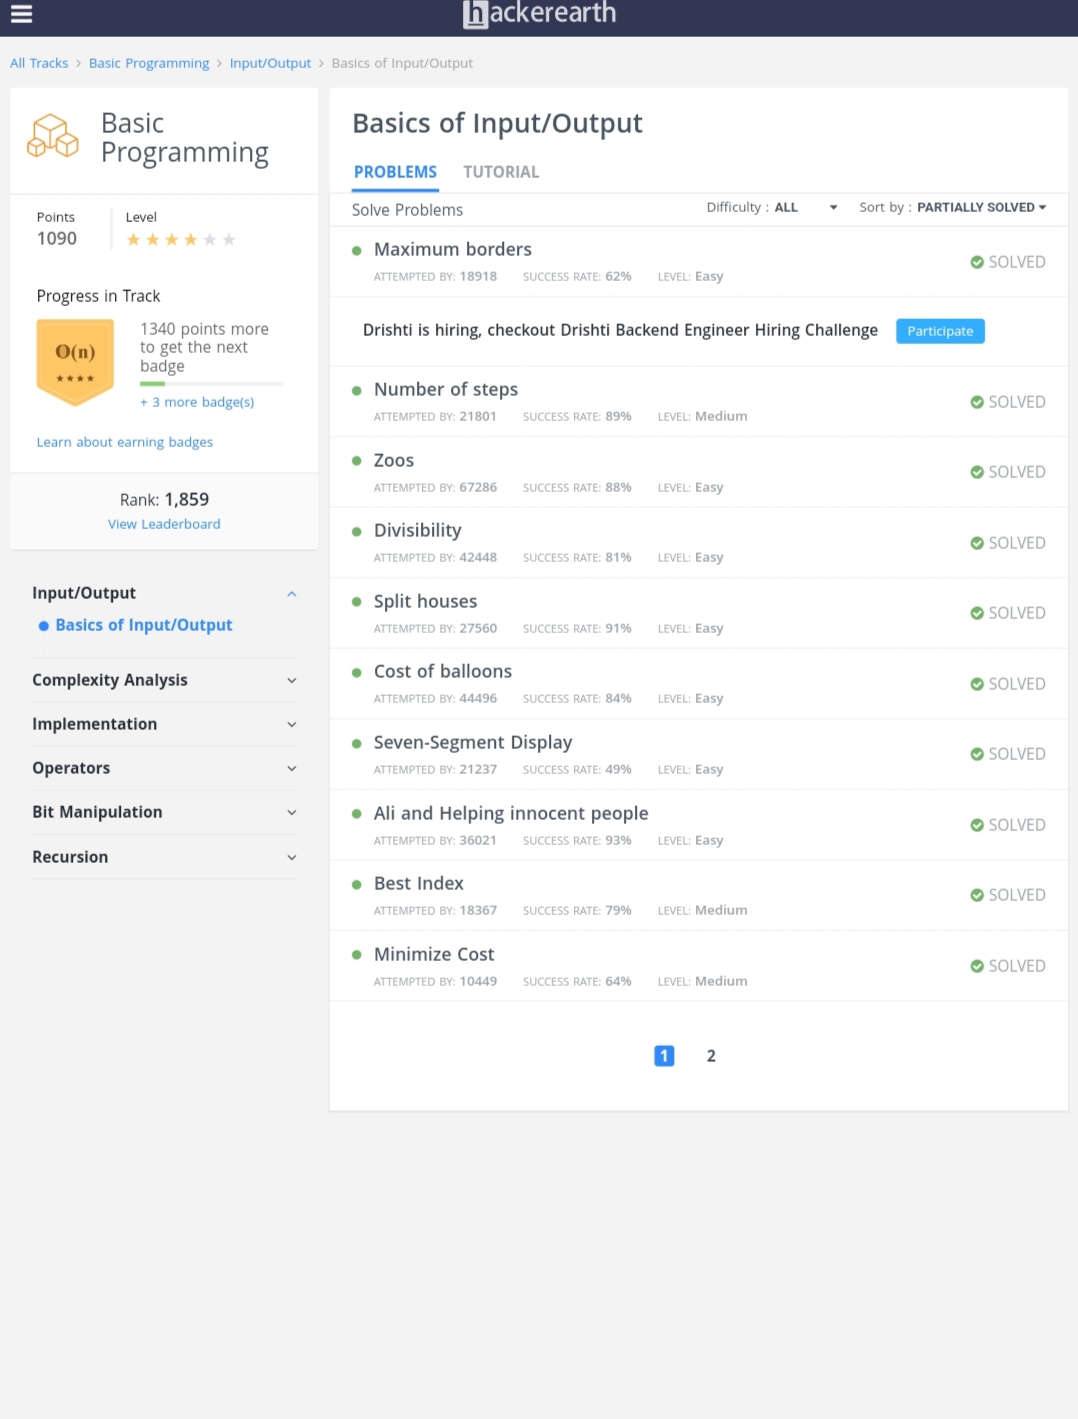 hackerearth
All Tracks > Basic Programming > Input/Output > Basics of Input/Output
Basic
Programming
Points
1090
Level
Progress in Track
O(n)
1340 points more
to get the next
badge
+ 3 more badge(s)
Learn about earning badges
Rank: 1,859
View Leaderboard
Input/Output
Basics of Input/Output
Complexity Analysis
Implementation
Operators
Bit Manipulation
Recursion
Basics of Input/Output
PROBLEMS TUTORIAL
Solve Problems Difficulty : ALL Sort by : PARTIALLY SOLVED
Maximum borders
ATTEMPTED BY: 18918 SUCCESS RATE: 62% LEVEL: Easy
SOLVED
Drishti is hiring, checkout Drishti Backend Engineer Hiring Challenge Participate
Number of steps
ATTEMPTED BY: 21801 SUCCESS RATE: 89% LEVEL: Medium
SOLVED
Zoos
ATTEMPTED BY: 67286 SUCCESS RATE: 88% LEVEL: Easy
SOLVED
Divisibility
ATTEMPTED BY: 42448 SUCCESS RATE: 81% LEVEL: Easy
SOLVED
Split houses
ATTEMPTED BY: 27560 SUCCESS RATE: 91% LEVEL: Easy
SOLVED
Cost of balloons
ATTEMPTED BY: 44496 SUCCESS RATE: 84% LEVEL: Easy
SOLVED
Seven-Segment Display
ATTEMPTED BY: 21237 SUCCESS RATE: 49% LEVEL: Easy
SOLVED
Ali and Helping innocent people
ATTEMPTED BY: 36021 SUCCESS RATE: 93% LEVEL: Easy
SOLVED
Best Index
ATTEMPTED BY: 18367 SUCCESS RATE: 79% LEVEL: Medium
SOLVED
Minimize Cost
ATTEMPTED BY: 10449 SUCCESS RATE: 64% LEVEL: Medium
SOLVED
1 2